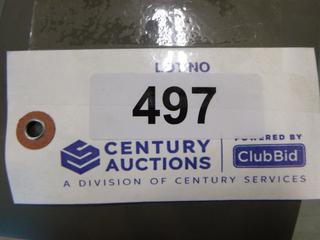 LOT NO
497
CENTURY
AUCTIONS
POWERED BY
ClubBid
A DIVISION OF CENTURY SERVICES